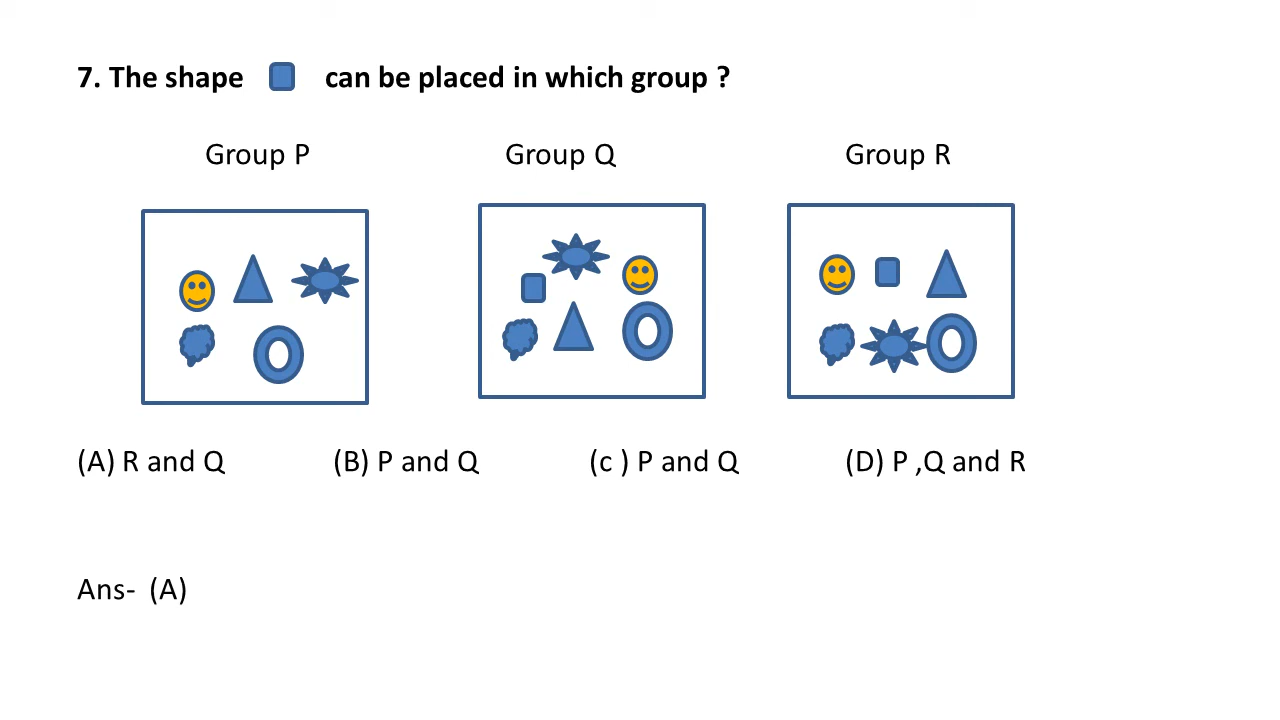 7. The shape can be placed in which group ?
Group P Group Q Group R
(A) R and Q (B) P and Q (c ) P and Q (D) P ,Q and R
Ans- (A)